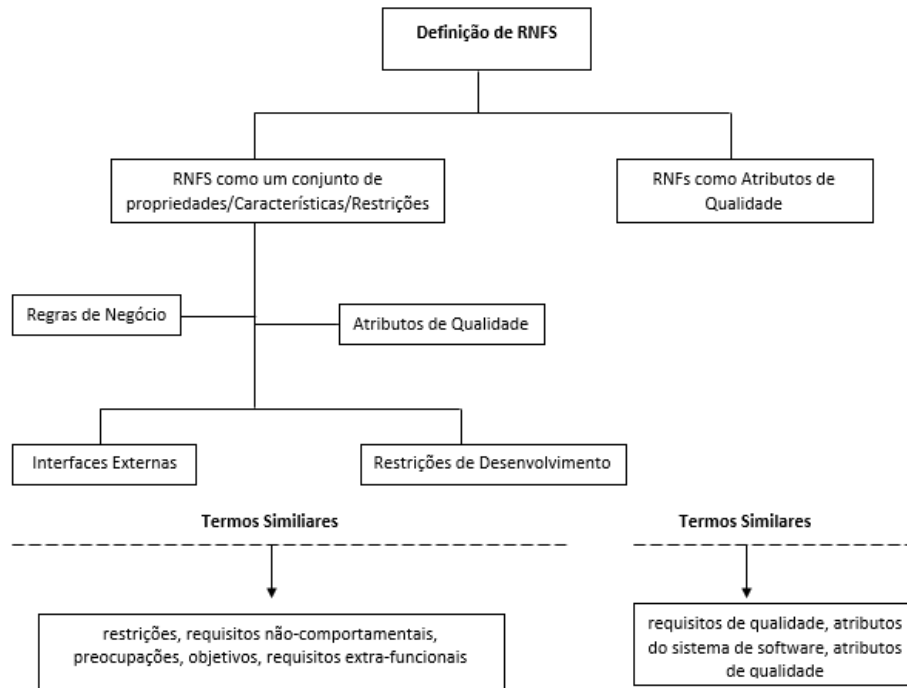 Definição de RNFS
RNFS como um conjunto de
propriedades/Características/Restrições
RNFs como Atributos de
Qualidade
Regras de Negócio
Atributos de Qualidade
Interfaces Externas
Restrições de Desenvolvimento
Termos Similiares
Termos Similares
restrições, requisitos não-comportamentais,
preocupações, objetivos, requisitos extra-funcionais
requisitos de qualidade, atributos
do sistema de software, atributos
de qualidade